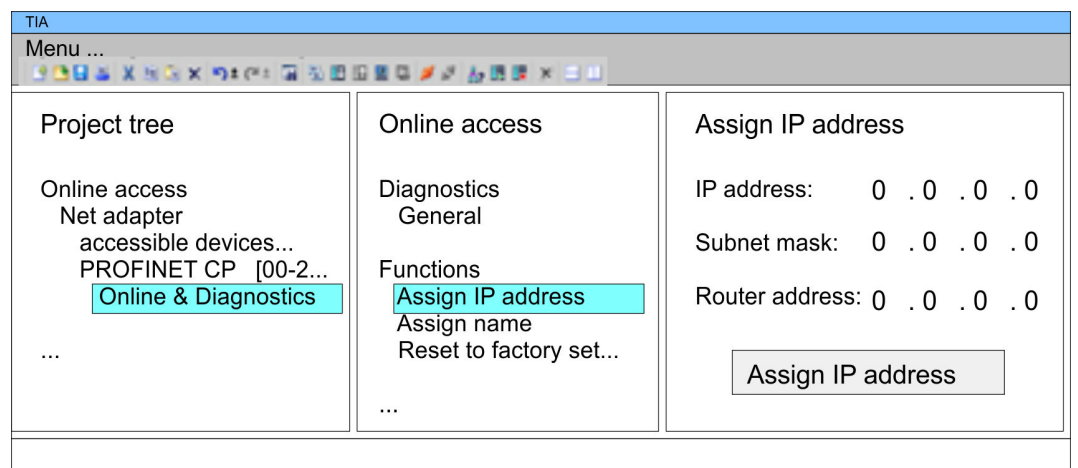 TIA
Menu ...
Project tree
Online access
Net adapter
accessible devices...
PROFINET CP [00-2...
Online & Diagnostics
...
Online access
Diagnostics
General
Functions
Assign IP address
Assign name
Reset to factory set...
...
Assign IP address
IP address: 0 . 0 . 0 . 0
Subnet mask: 0 . 0 . 0 . 0
Router address: 0 . 0 . 0 . 0
Assign IP address